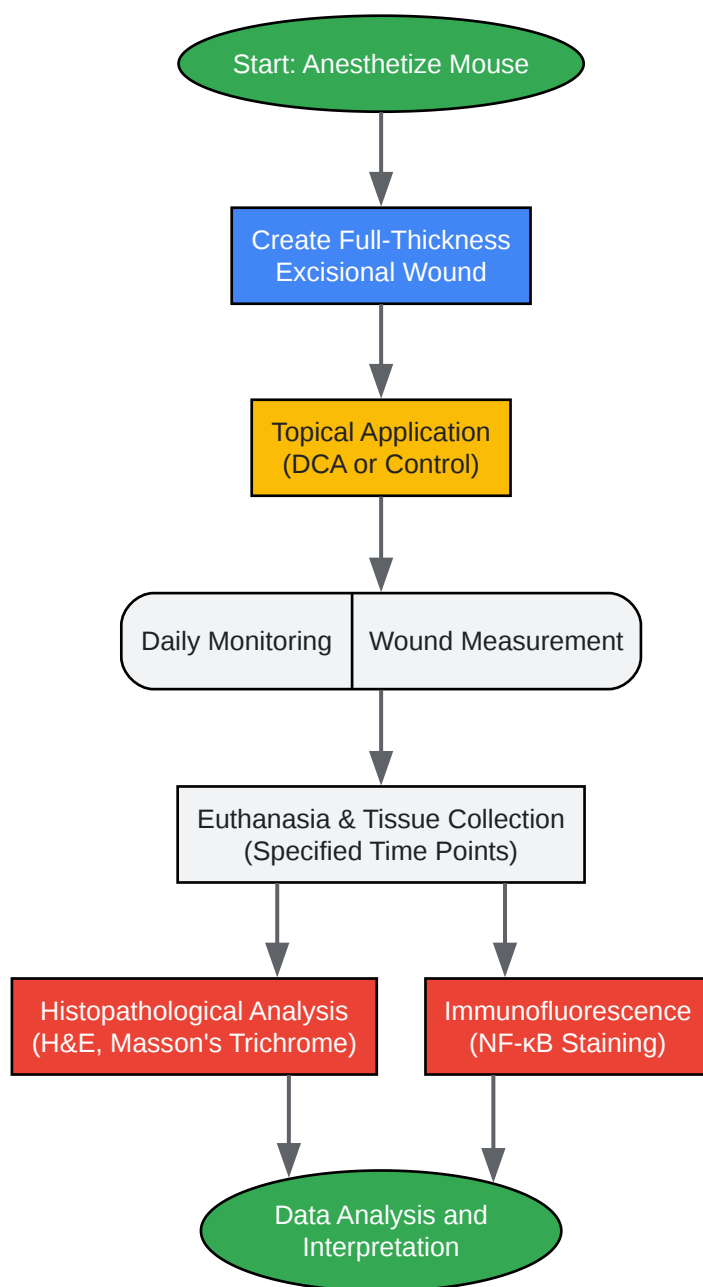 Start: Anesthetize Mouse
Create Full-Thickness
Excisional Wound
Topical Application
(DCA or Control)
Daily Monitoring
Wound Measurement
Euthanasia & Tissue Collection
(Specified Time Points)
Histopathological Analysis
(H&E, Masson's Trichrome)
Immunofluorescence
(NF-κB Staining)
Data Analysis and
Interpretation